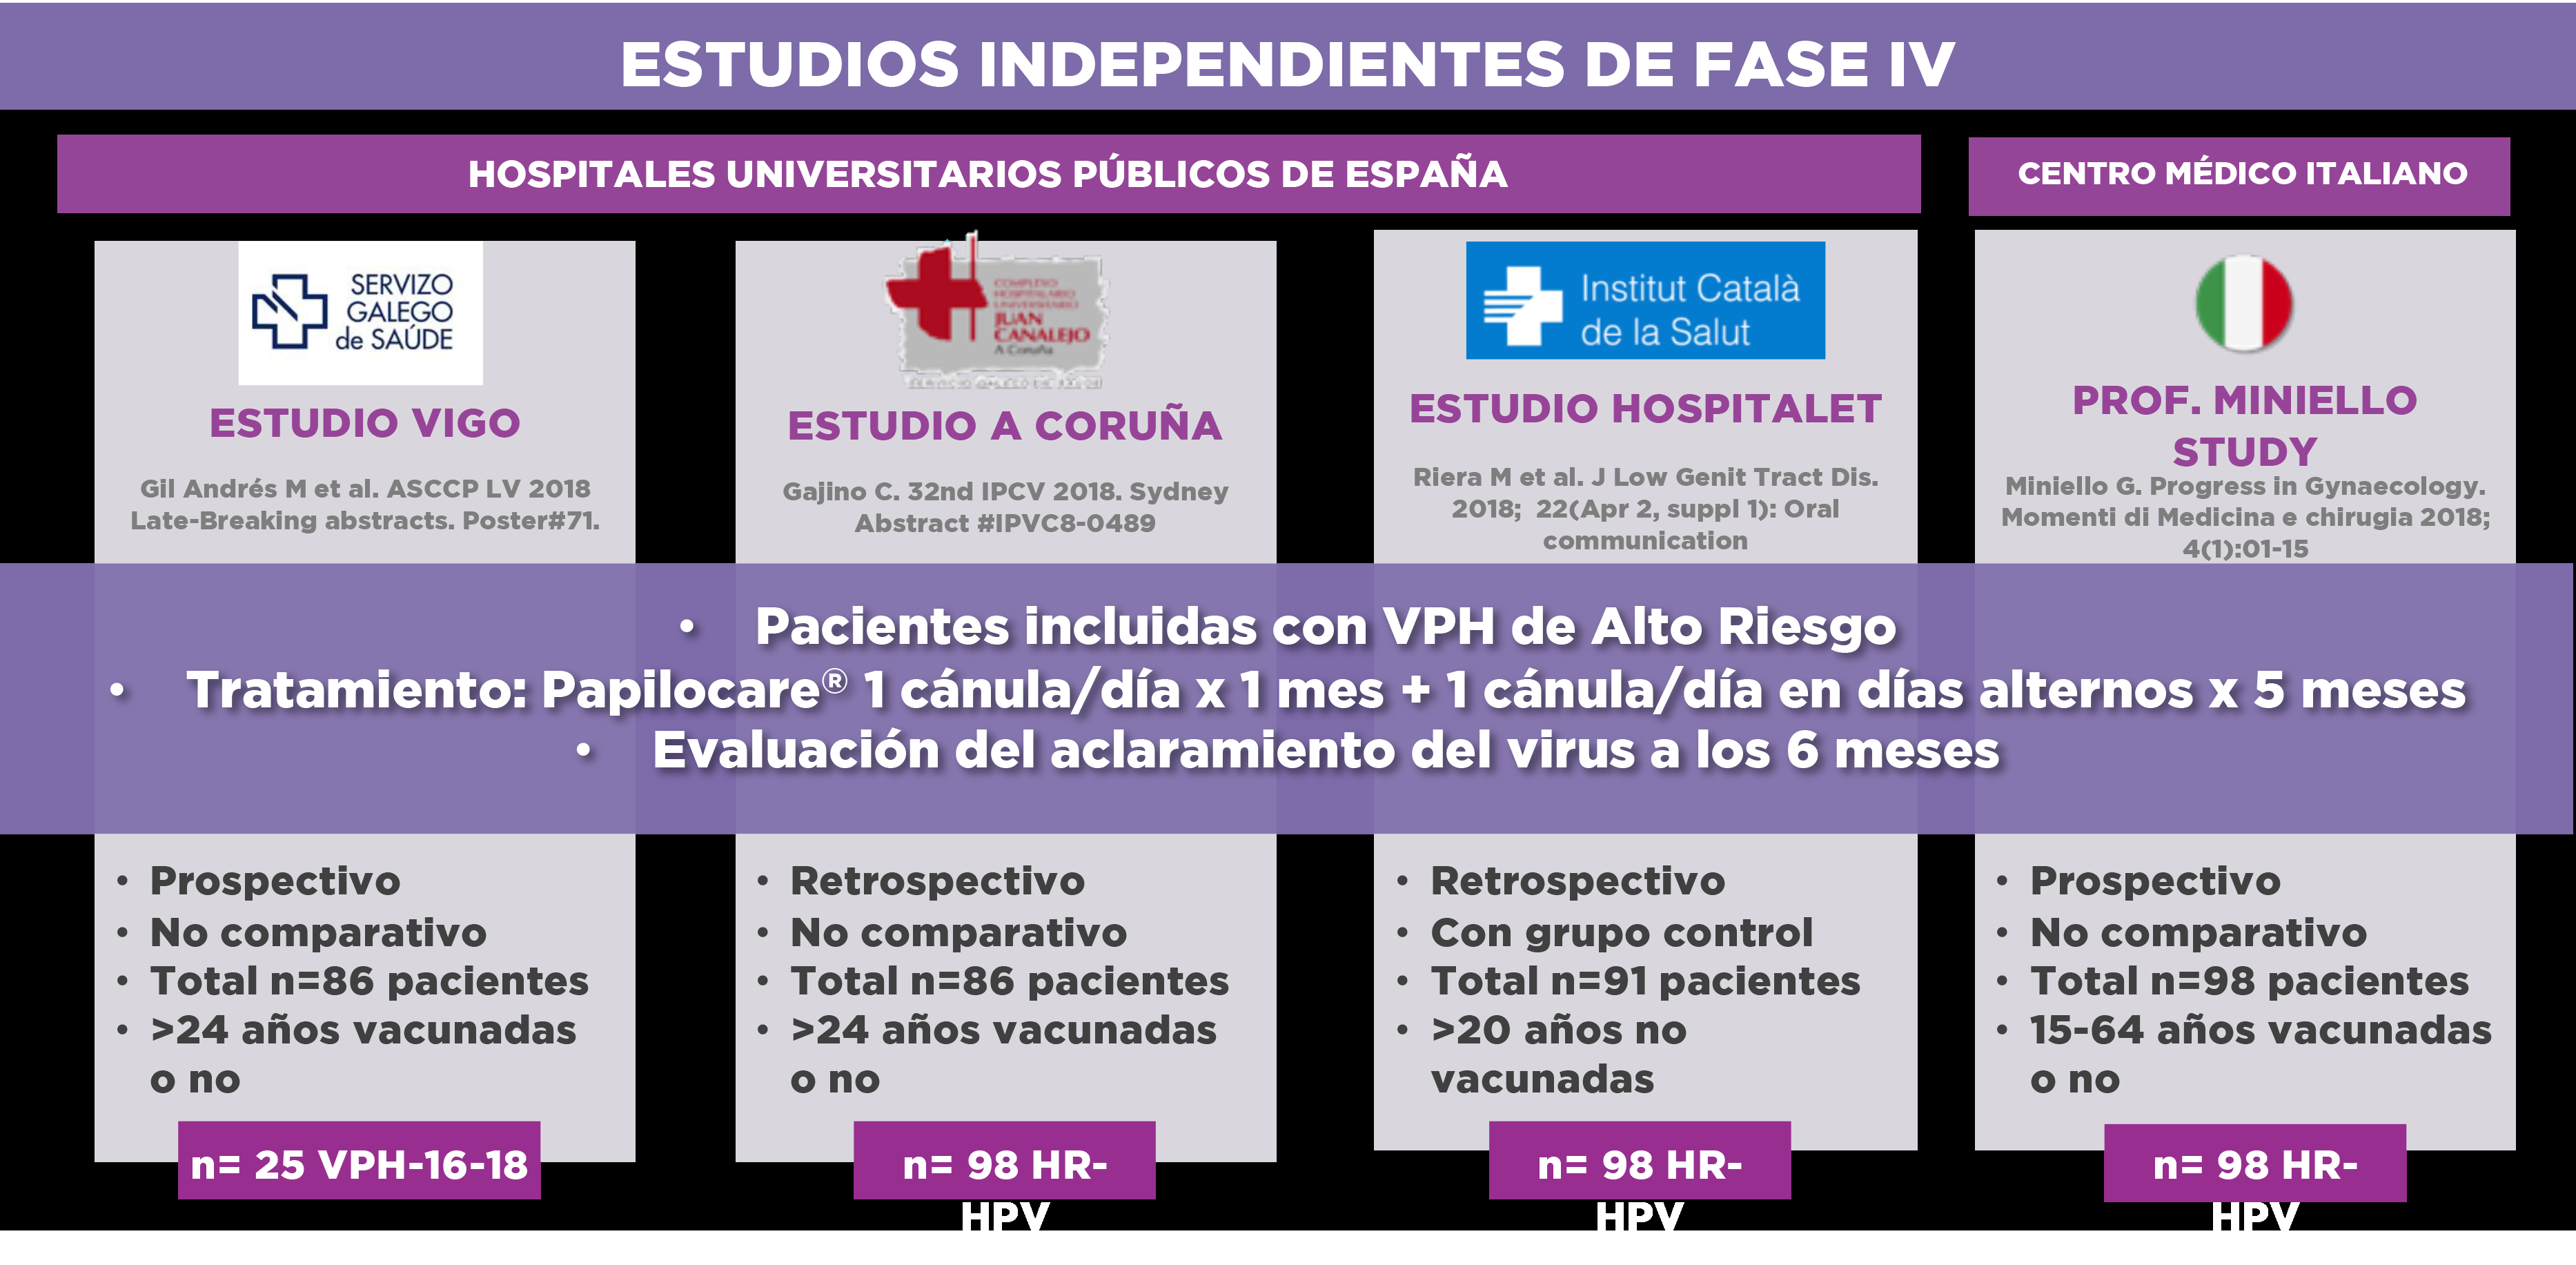 ESTUDIOS INDEPENDIENTES DE FASE IV
HOSPITALES UNIVERSITARIOS PÚBLICOS DE ESPAÑA
CENTRO MÉDICO ITALIANO
SERVIZO
GALEGO
de SAÚDE
ESTUDIO VIGO
Gil Andrés M et al. ASCCP LV 2018
Late-Breaking abstracts. Poster#71.
COMPLEXO
HOSPITALARIO
UNIVERSITARIO
JUAN
CANALEJO
A Coruña
ESTUDIO A CORUÑA
Gajino C. 32nd IPCV 2018. Sydney
Abstract #IPVC8-0489
Institut Català
de la Salut
ESTUDIO HOSPITALET
Riera M et al. J Low Genit Tract Dis.
2018; 22(Apr 2, suppl 1): Oral
communication
PROF. MINIELLO
STUDY
Miniello G. Progress in Gynaecology.
Momenti di Medicina e chirugia 2018;
4(1):01-15
• Pacientes incluidas con VPH de Alto Riesgo
• Tratamiento: Papilocare® 1 cánula/día x 1 mes + 1 cánula/día en días alternos x 5 meses
• Evaluación del aclaramiento del virus a los 6 meses
• Prospectivo
• No comparativo
• Total n=86 pacientes
• >24 años vacunadas
o no
n= 25 VPH-16-18
• Retrospectivo
• No comparativo
• Total n=86 pacientes
• >24 años vacunadas
o no
n= 98 HR-
HPV
• Retrospectivo
• Con grupo control
• Total n=91 pacientes
• >20 años no
vacunadas
n= 98 HR-
HPV
• Prospectivo
• No comparativo
• Total n=98 pacientes
• 15-64 años vacunadas
o no
n= 98 HR-
HPV